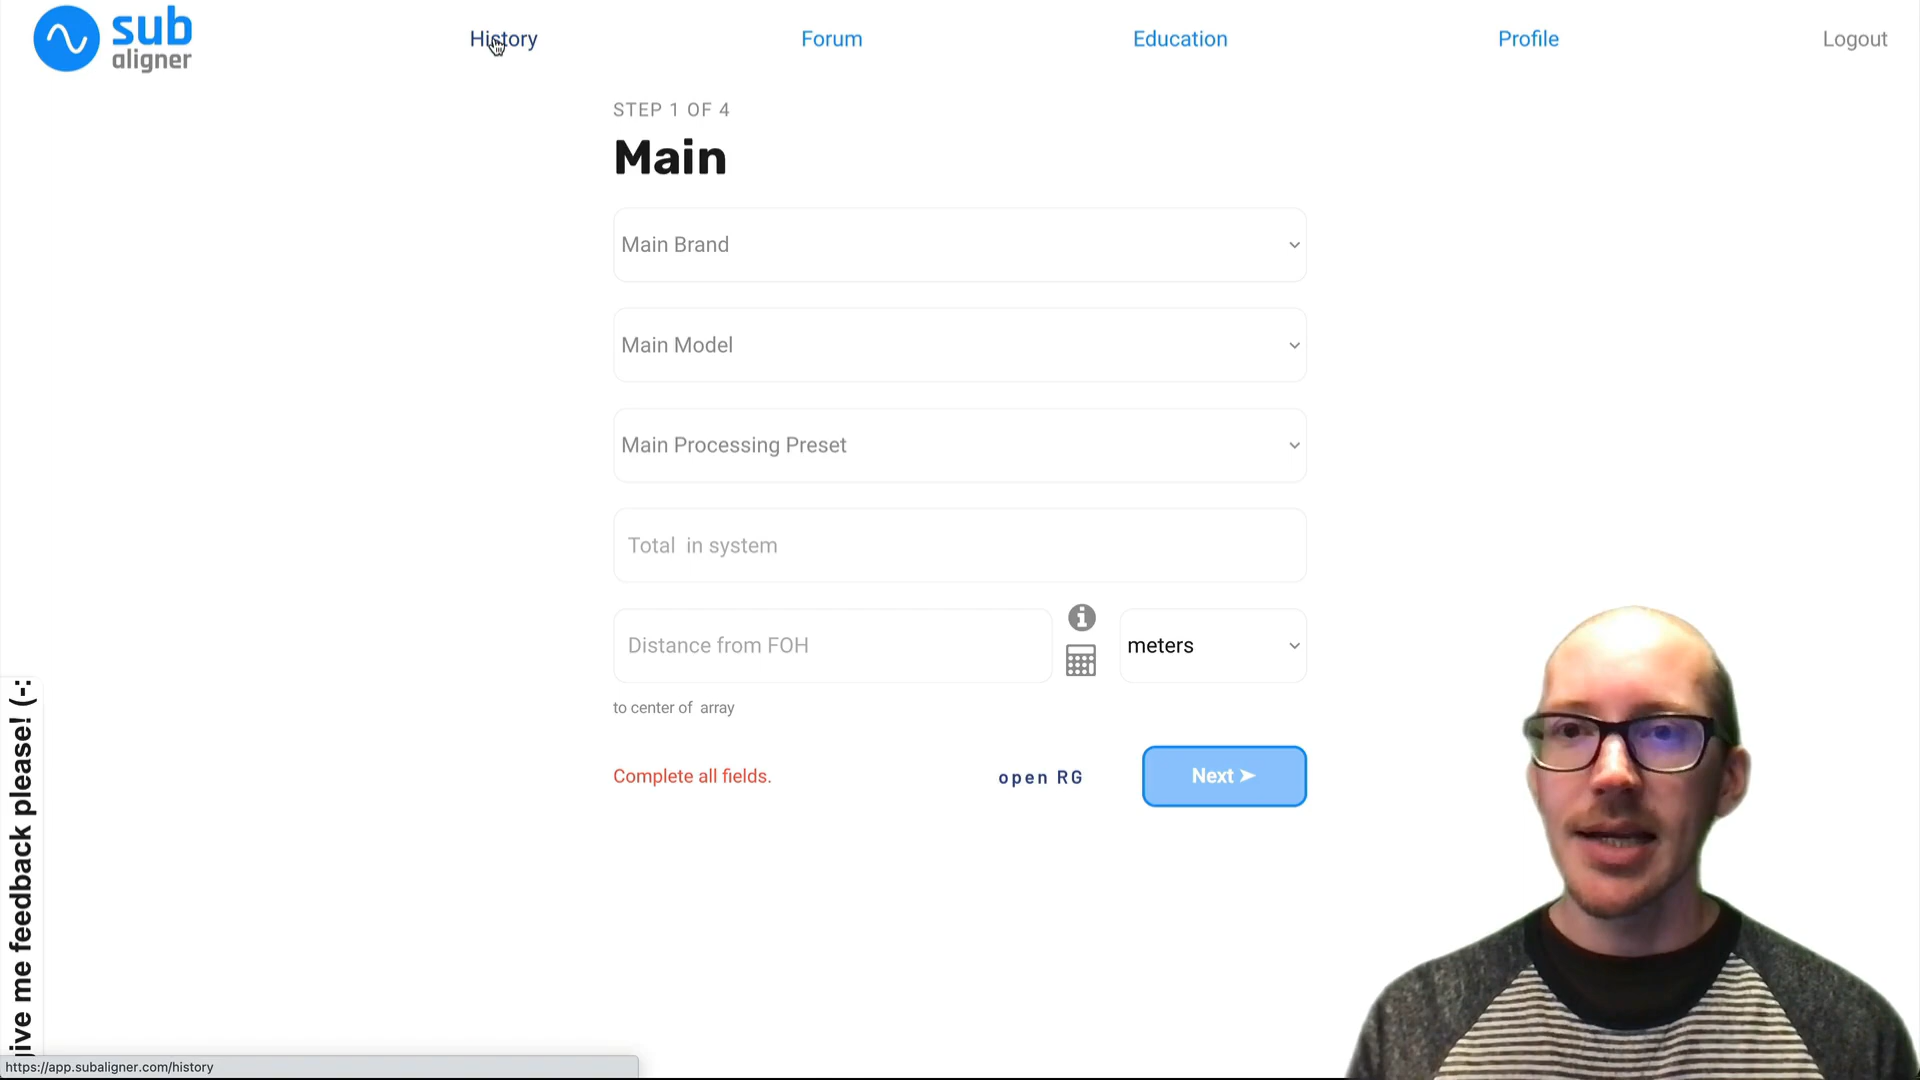 sub
aligner
History
Forum
Education
Profile
Logout
STEP 1 OF 4
Main
Main Brand
Main Model
Main Processing Preset
Total in system
Distance from FOH
meters
to center of array
Complete all fields.
open RG
Next ➤
give me feedback please! (-:
https://app.subaligner.com/history